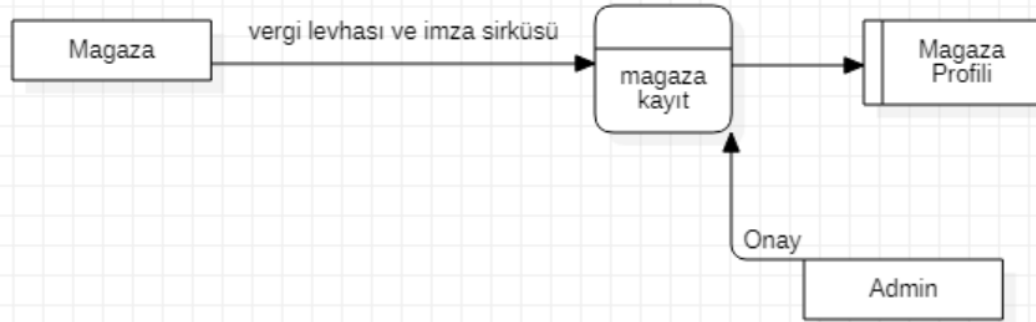 Magaza
vergi levhası ve imza sirküsü
magaza
kayıt
Magaza
Profili
Onay
Admin